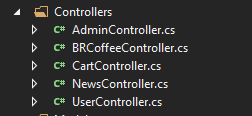 Controllers
C# AdminController.cs
C# BRCoffeeController.cs
C# CartController.cs
C# NewsController.cs
C# UserController.cs